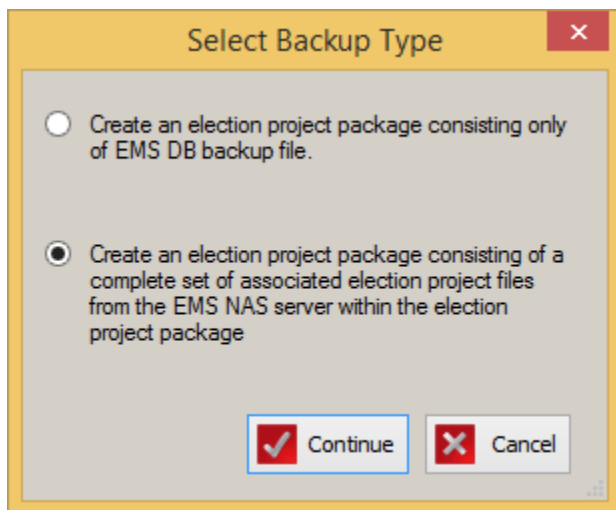 Select Backup Type
Create an election project package consisting only
of EMS DB backup file.
Create an election project package consisting of a
complete set of associated election project files
from the EMS NAS server within the election
project package
Continue
Cancel